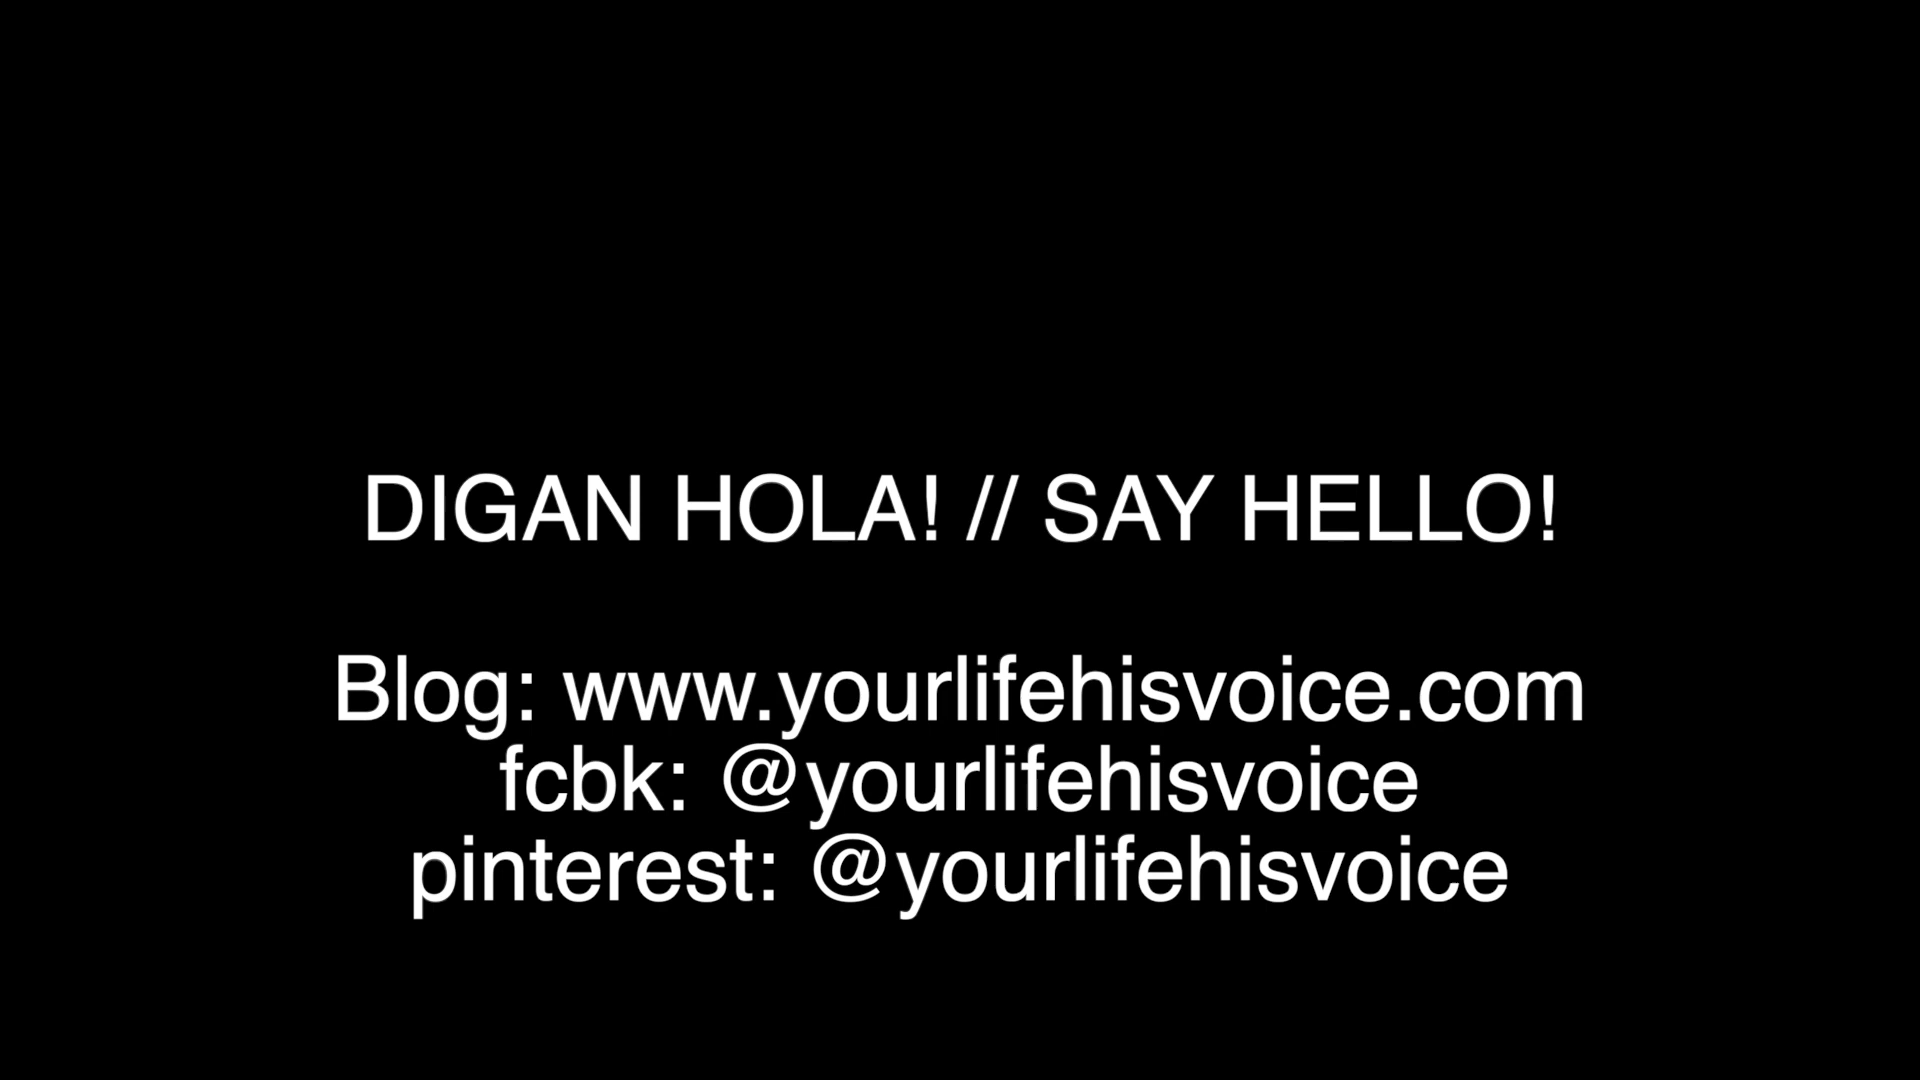 DIGAN HOLA! // SAY HELLO!
Blog: www.yourlifehisvoice.com
fcbk: @yourlifehisvoice
pinterest: @yourlifehisvoice